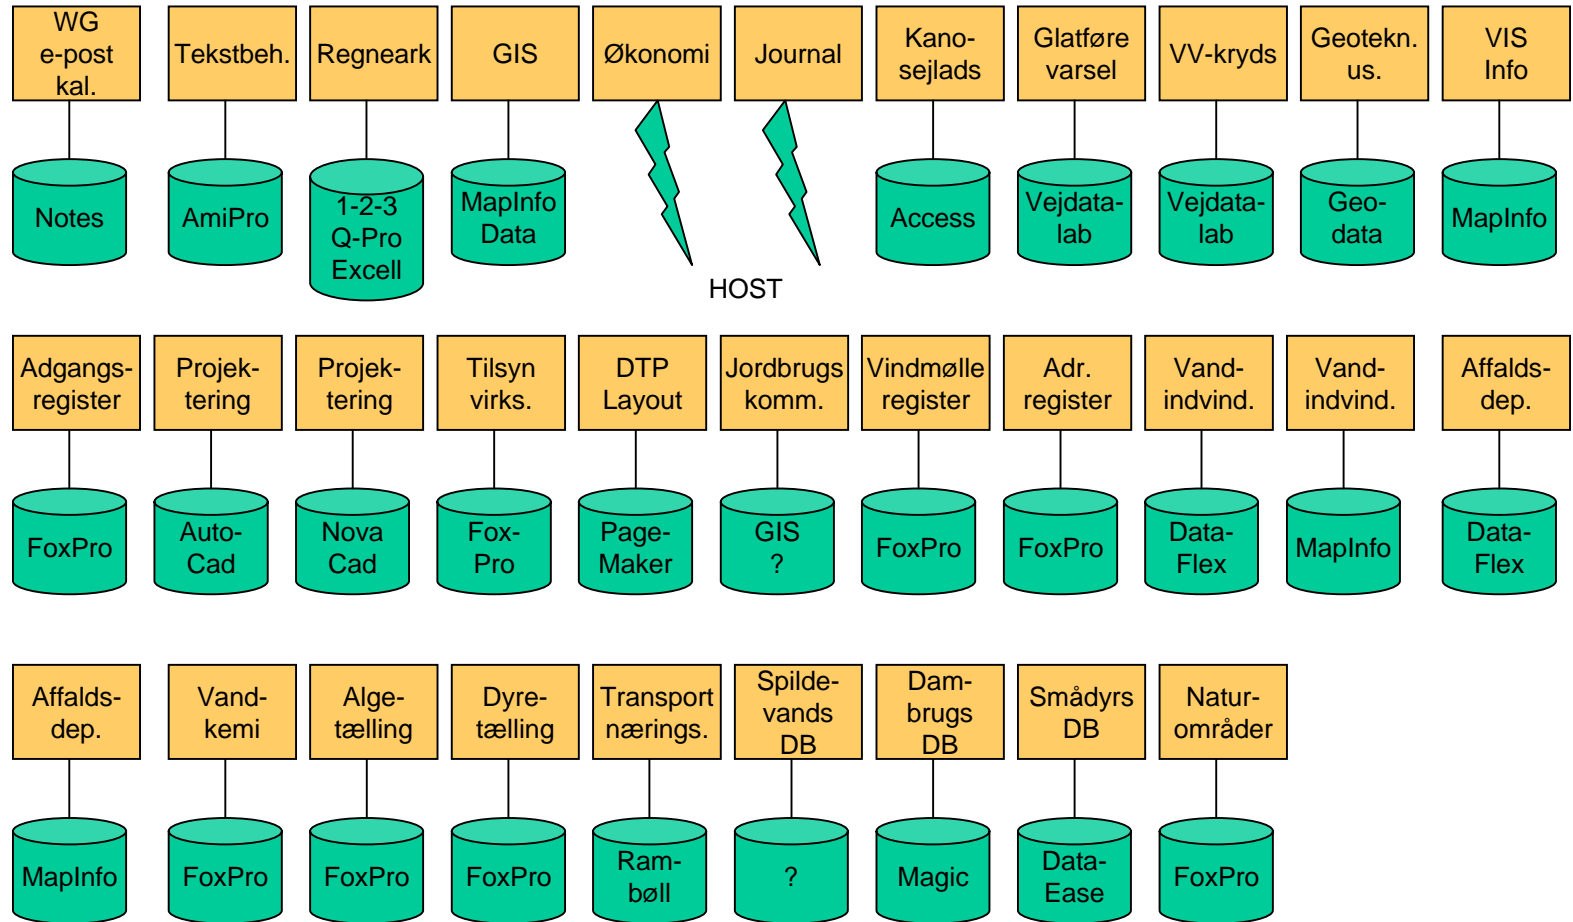 WG
e-post
kal.
Tekstbeh.
Regneark
GIS
Økonomi
Journal
Kano-
sejlads
Glatføre
varsel
VV-kryds
Geotekn.
us.
VIS
Info
Notes
AmiPro
1-2-3
Q-Pro
Excell
MapInfo
Data
HOST
Access
Vejdata-
lab
Vejdata-
lab
Geo-
data
MapInfo
Adgangs-
register
Projek-
tering
Projek-
tering
Tilsyn
virks.
DTP
Layout
Jordbrugs
komm.
Vindmølle
register
Adr.
register
Vand-
indvind.
Vand-
indvind.
Affalds-
dep.
FoxPro
Auto-
Cad
Nova
Cad
Fox-
Pro
Page-
Maker
GIS
?
FoxPro
FoxPro
Data-
Flex
MapInfo
Data-
Flex
Affalds-
dep.
Vand-
kemi
Alge-
tælling
Dyre-
tælling
Transport
nærings.
Spilde-
vands
DB
Dam-
brugs
DB
Smådyrs
DB
Natur-
områder
MapInfo
FoxPro
FoxPro
FoxPro
Ram-
bøll
?
Magic
Data-
Ease
FoxPro